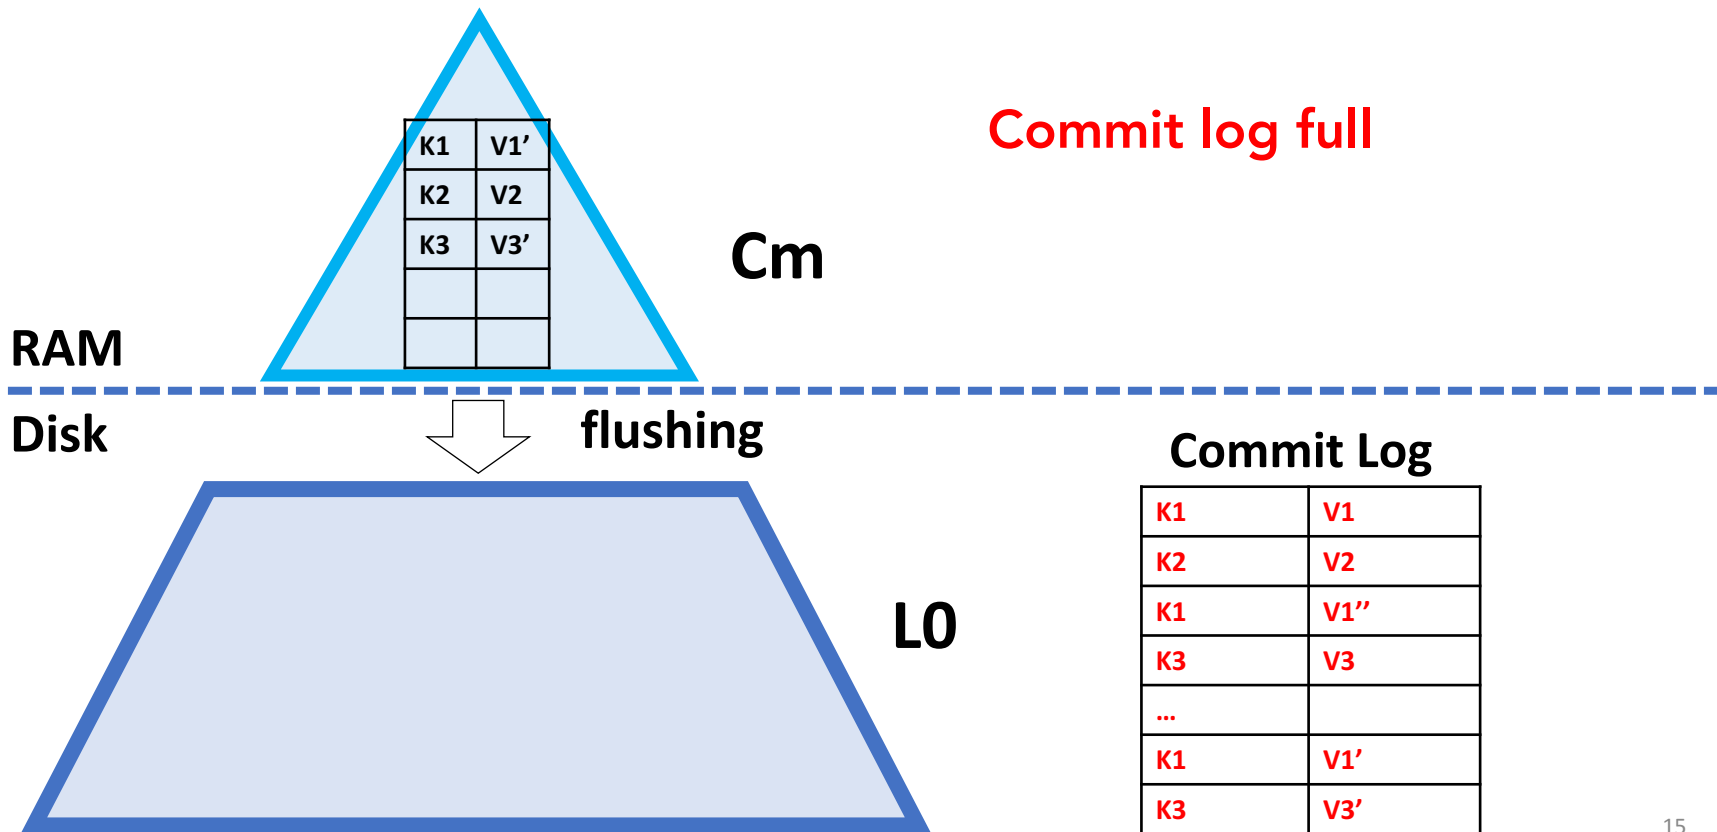 Commit log full
K1 V1’
K2 V2
K3 V3’
Cm
RAM
Disk
flushing
L0
Commit Log
K1 V1
K2 V2
K1 V1’’
K3 V3
...
K1 V1’
K3 V3’
15